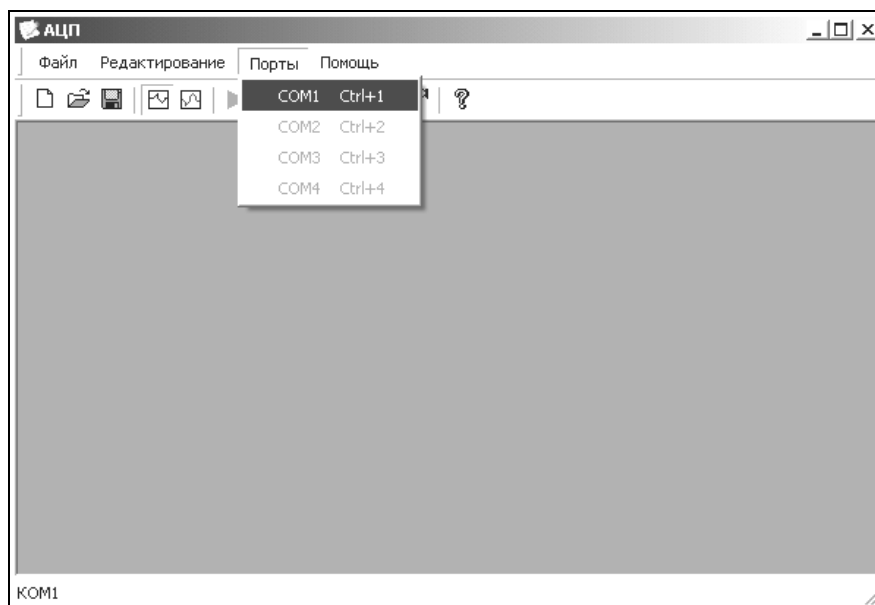 АЦП
Файл Редактирование Порты Помощь
COM1 Ctrl+1
COM2 Ctrl+2
COM3 Ctrl+3
COM4 Ctrl+4
КОМ1